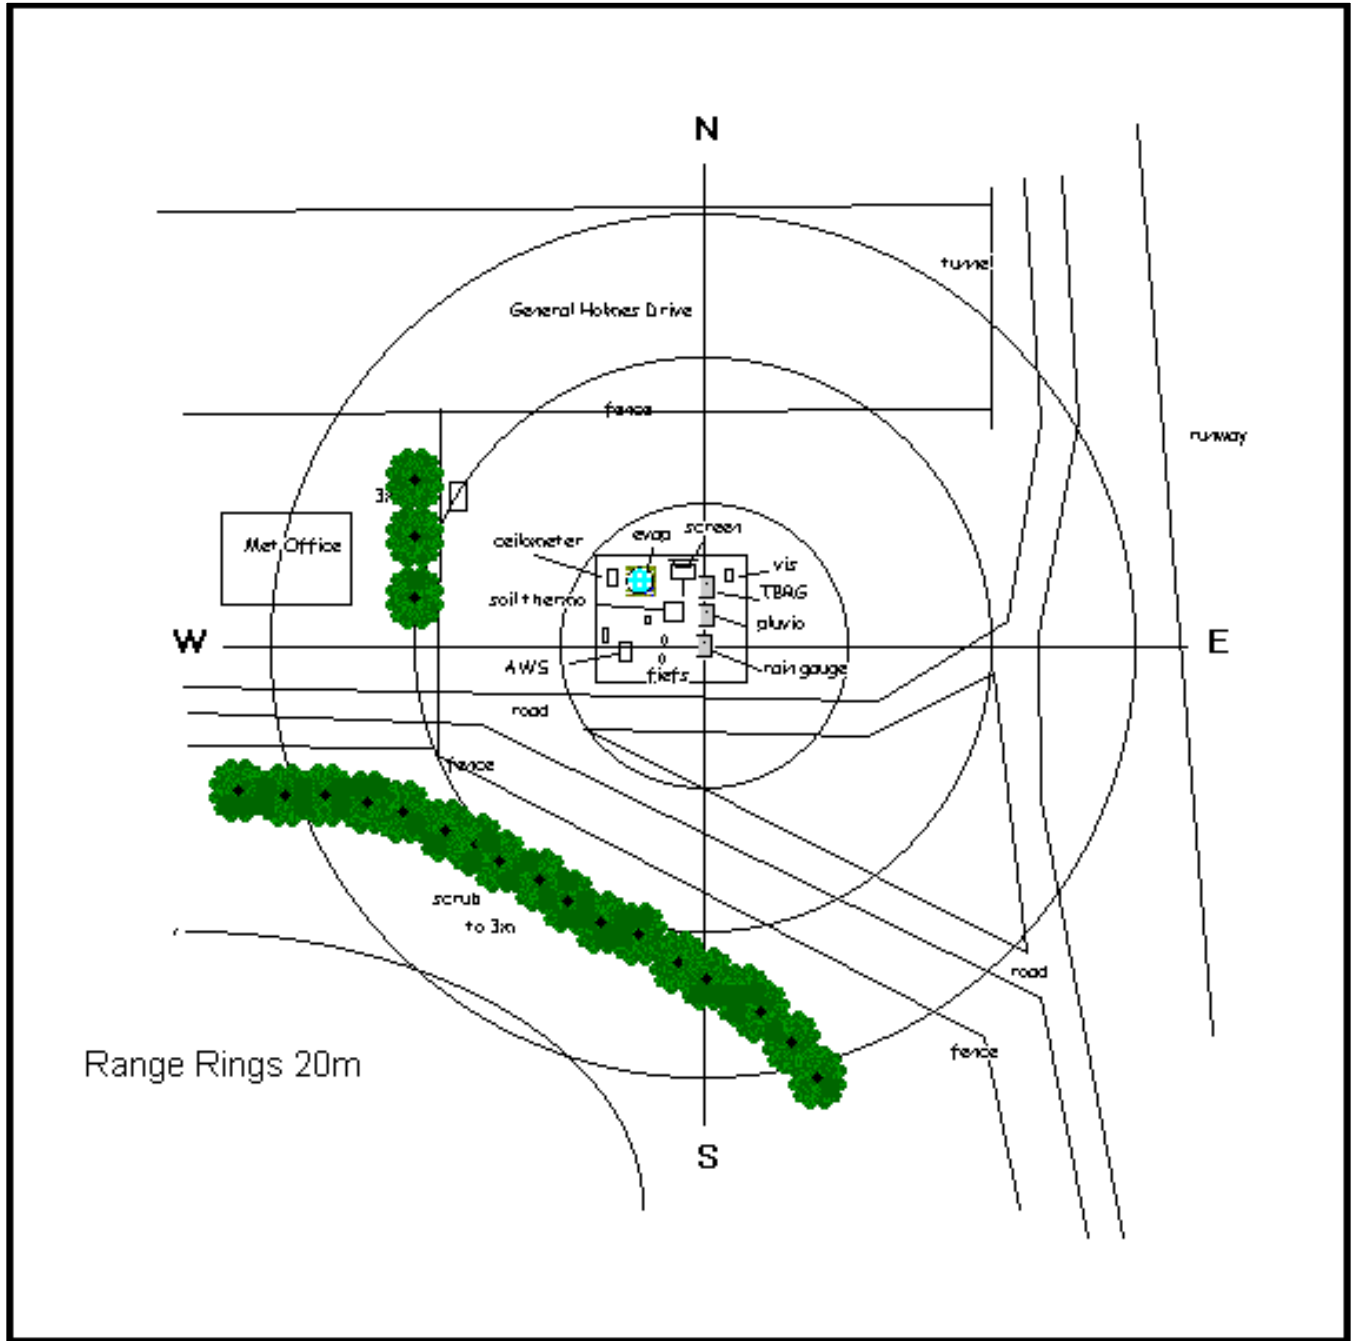 N
tunnel
General Holmes Drive
fence
runway
Met Office
ceilometer
evap
screen
vis
TBRG
soil thermo
pluvio
W
E
AWS
rain gauge
road
fence
scrub
to 3m
road
fence
Range Rings 20m
S